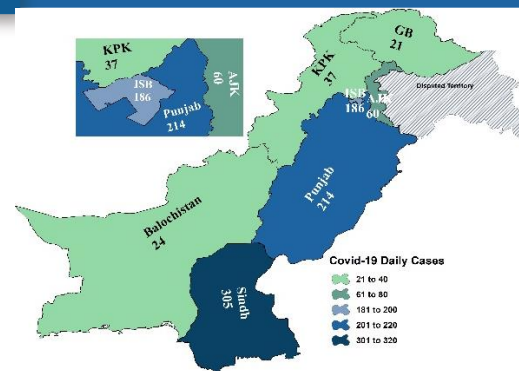 KPK
37
ISB
186
Punjab
214
AJK
60
GB
21
KPK
37
ISB
186
AJK
60
Disputed Territory
Punjab
214
Balochistan
24
Sindh
305
Covid-19 Daily Cases
21 to 40
61 to 80
181 to 200
201 to 220
301 to 320